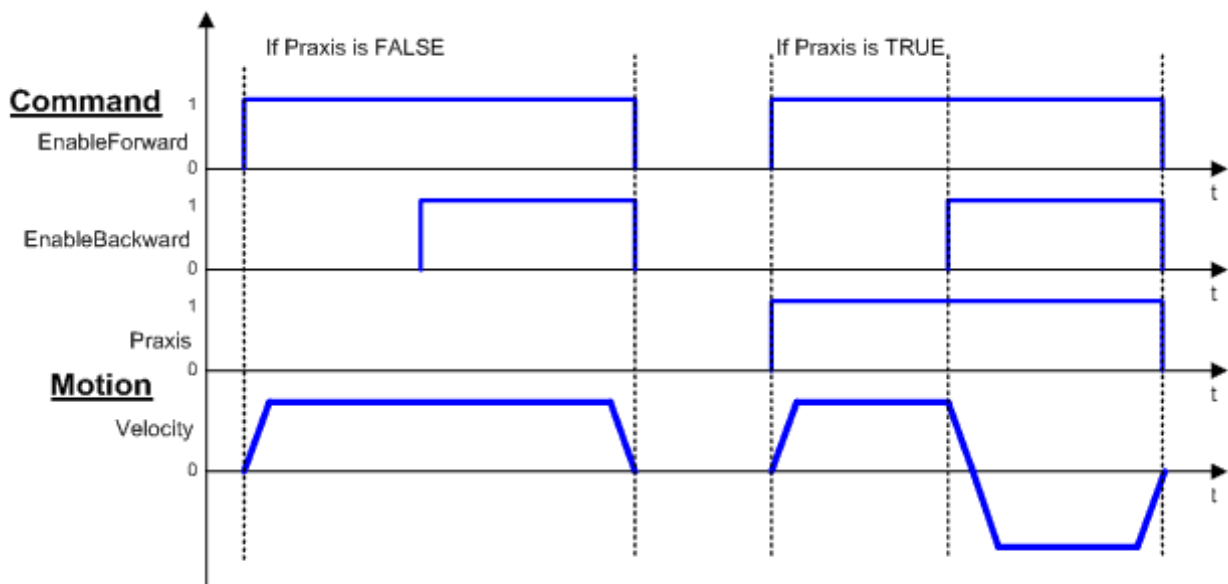 If Praxis is FALSE
If Praxis is TRUE
Command
1
EnableForward
0
t
1
EnableBackward
0
t
1
Praxis
0
t
Motion
Velocity
0
t